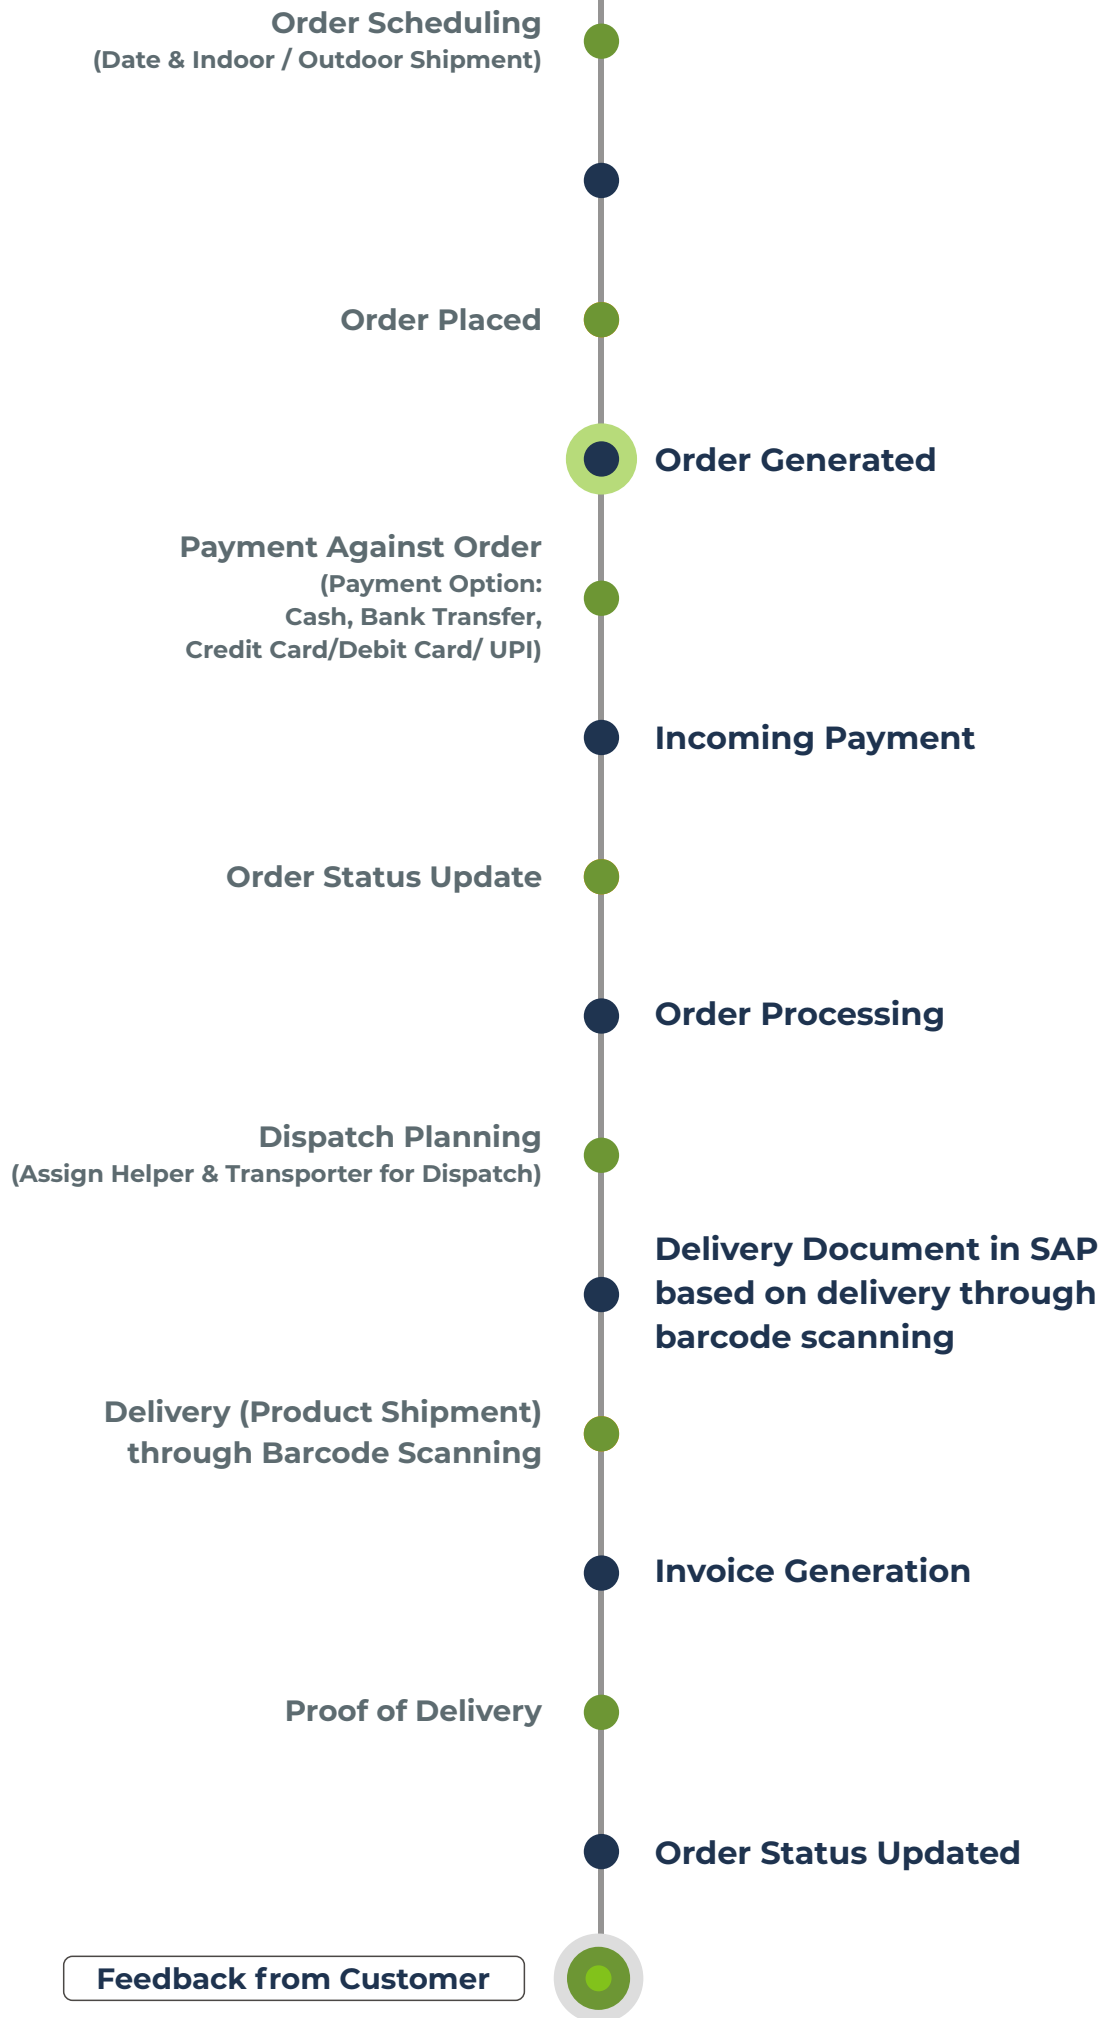 Order Scheduling
(Date & Indoor / Outdoor Shipment)
Order Placed
Order Generated
Payment Against Order
(Payment Option:
Cash, Bank Transfer,
Credit Card/Debit Card/ UPI)
Incoming Payment
Order Status Update
Order Processing
Dispatch Planning
(Assign Helper & Transporter for Dispatch)
Delivery Document in SAP
based on delivery through
barcode scanning
Delivery (Product Shipment)
through Barcode Scanning
Invoice Generation
Proof of Delivery
Order Status Updated
Feedback from Customer